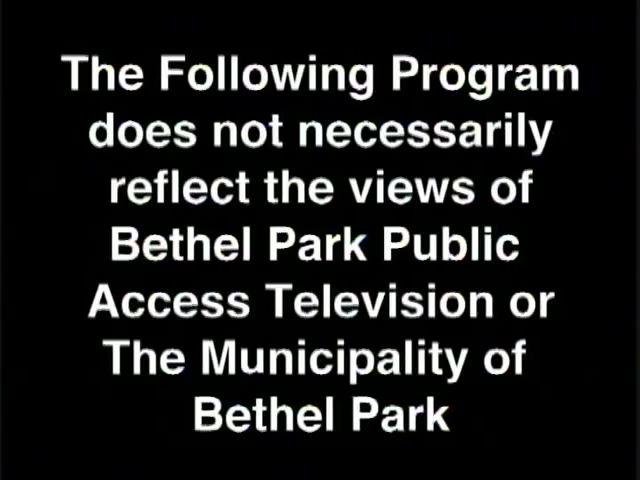 The Following Program
does not necessarily
reflect the views of
Bethel Park Public
Access Television or
The Municipality of
Bethel Park